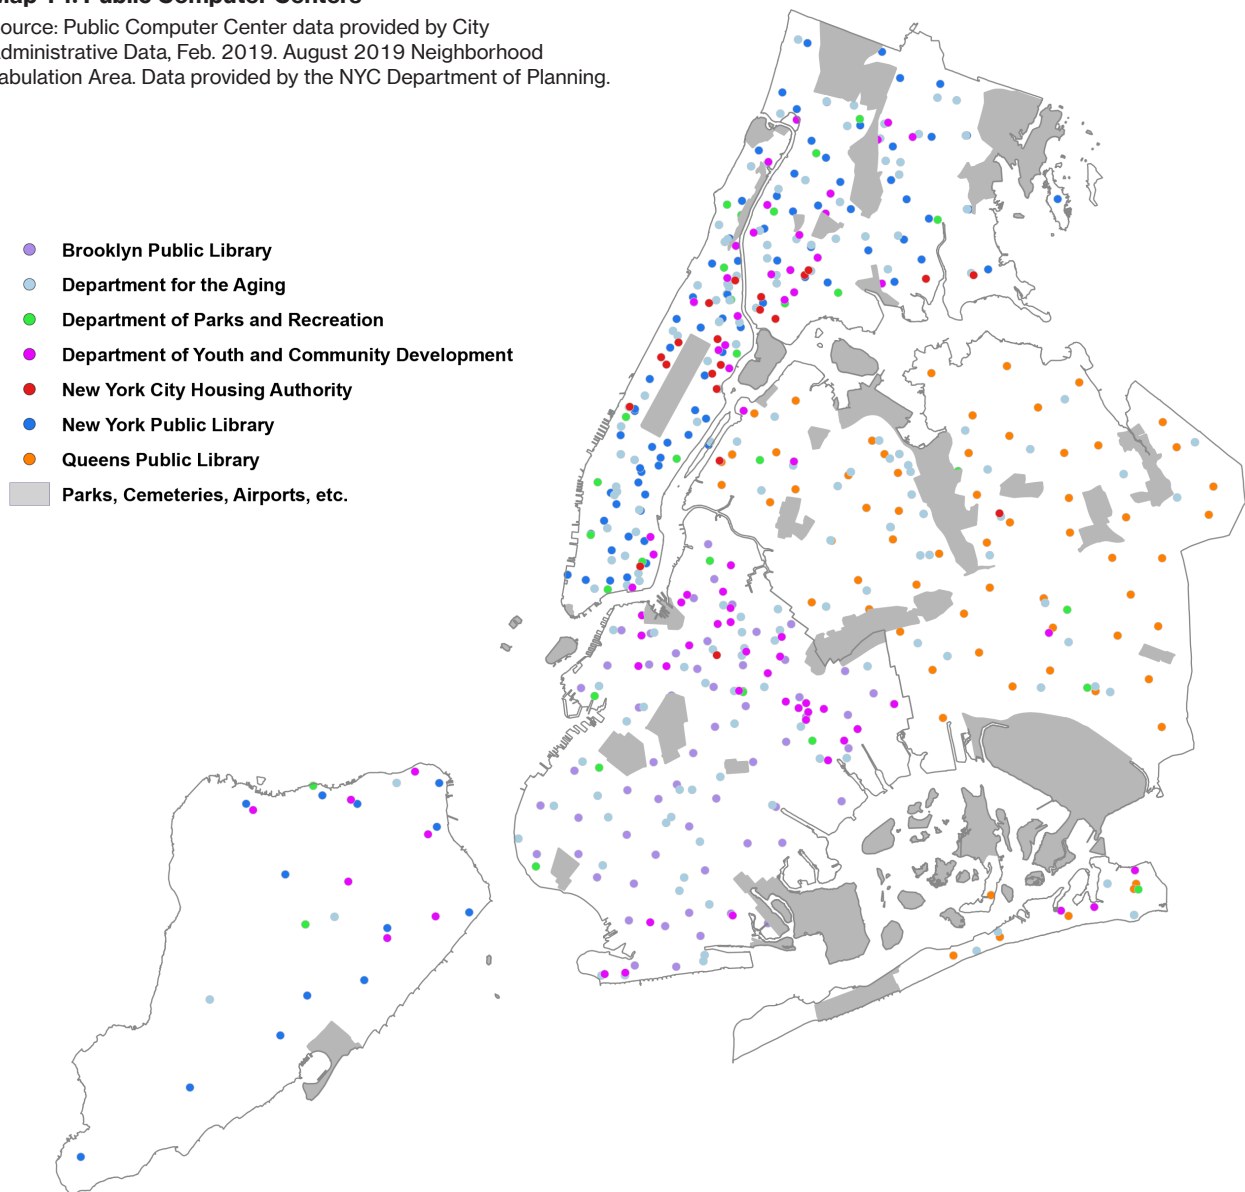 Public Computer Centers
ource: Public Computer Center data provided by City
dministrative Data, Feb. 2019. August 2019 Neighborhood
abulation Area. Data provided by the NYC Department of Planning.
Brooklyn Public Library
Department for the Aging
Department of Parks and Recreation
Department of Youth and Community Development
New York City Housing Authority
New York Public Library
Queens Public Library
Parks, Cemeteries, Airports, etc.